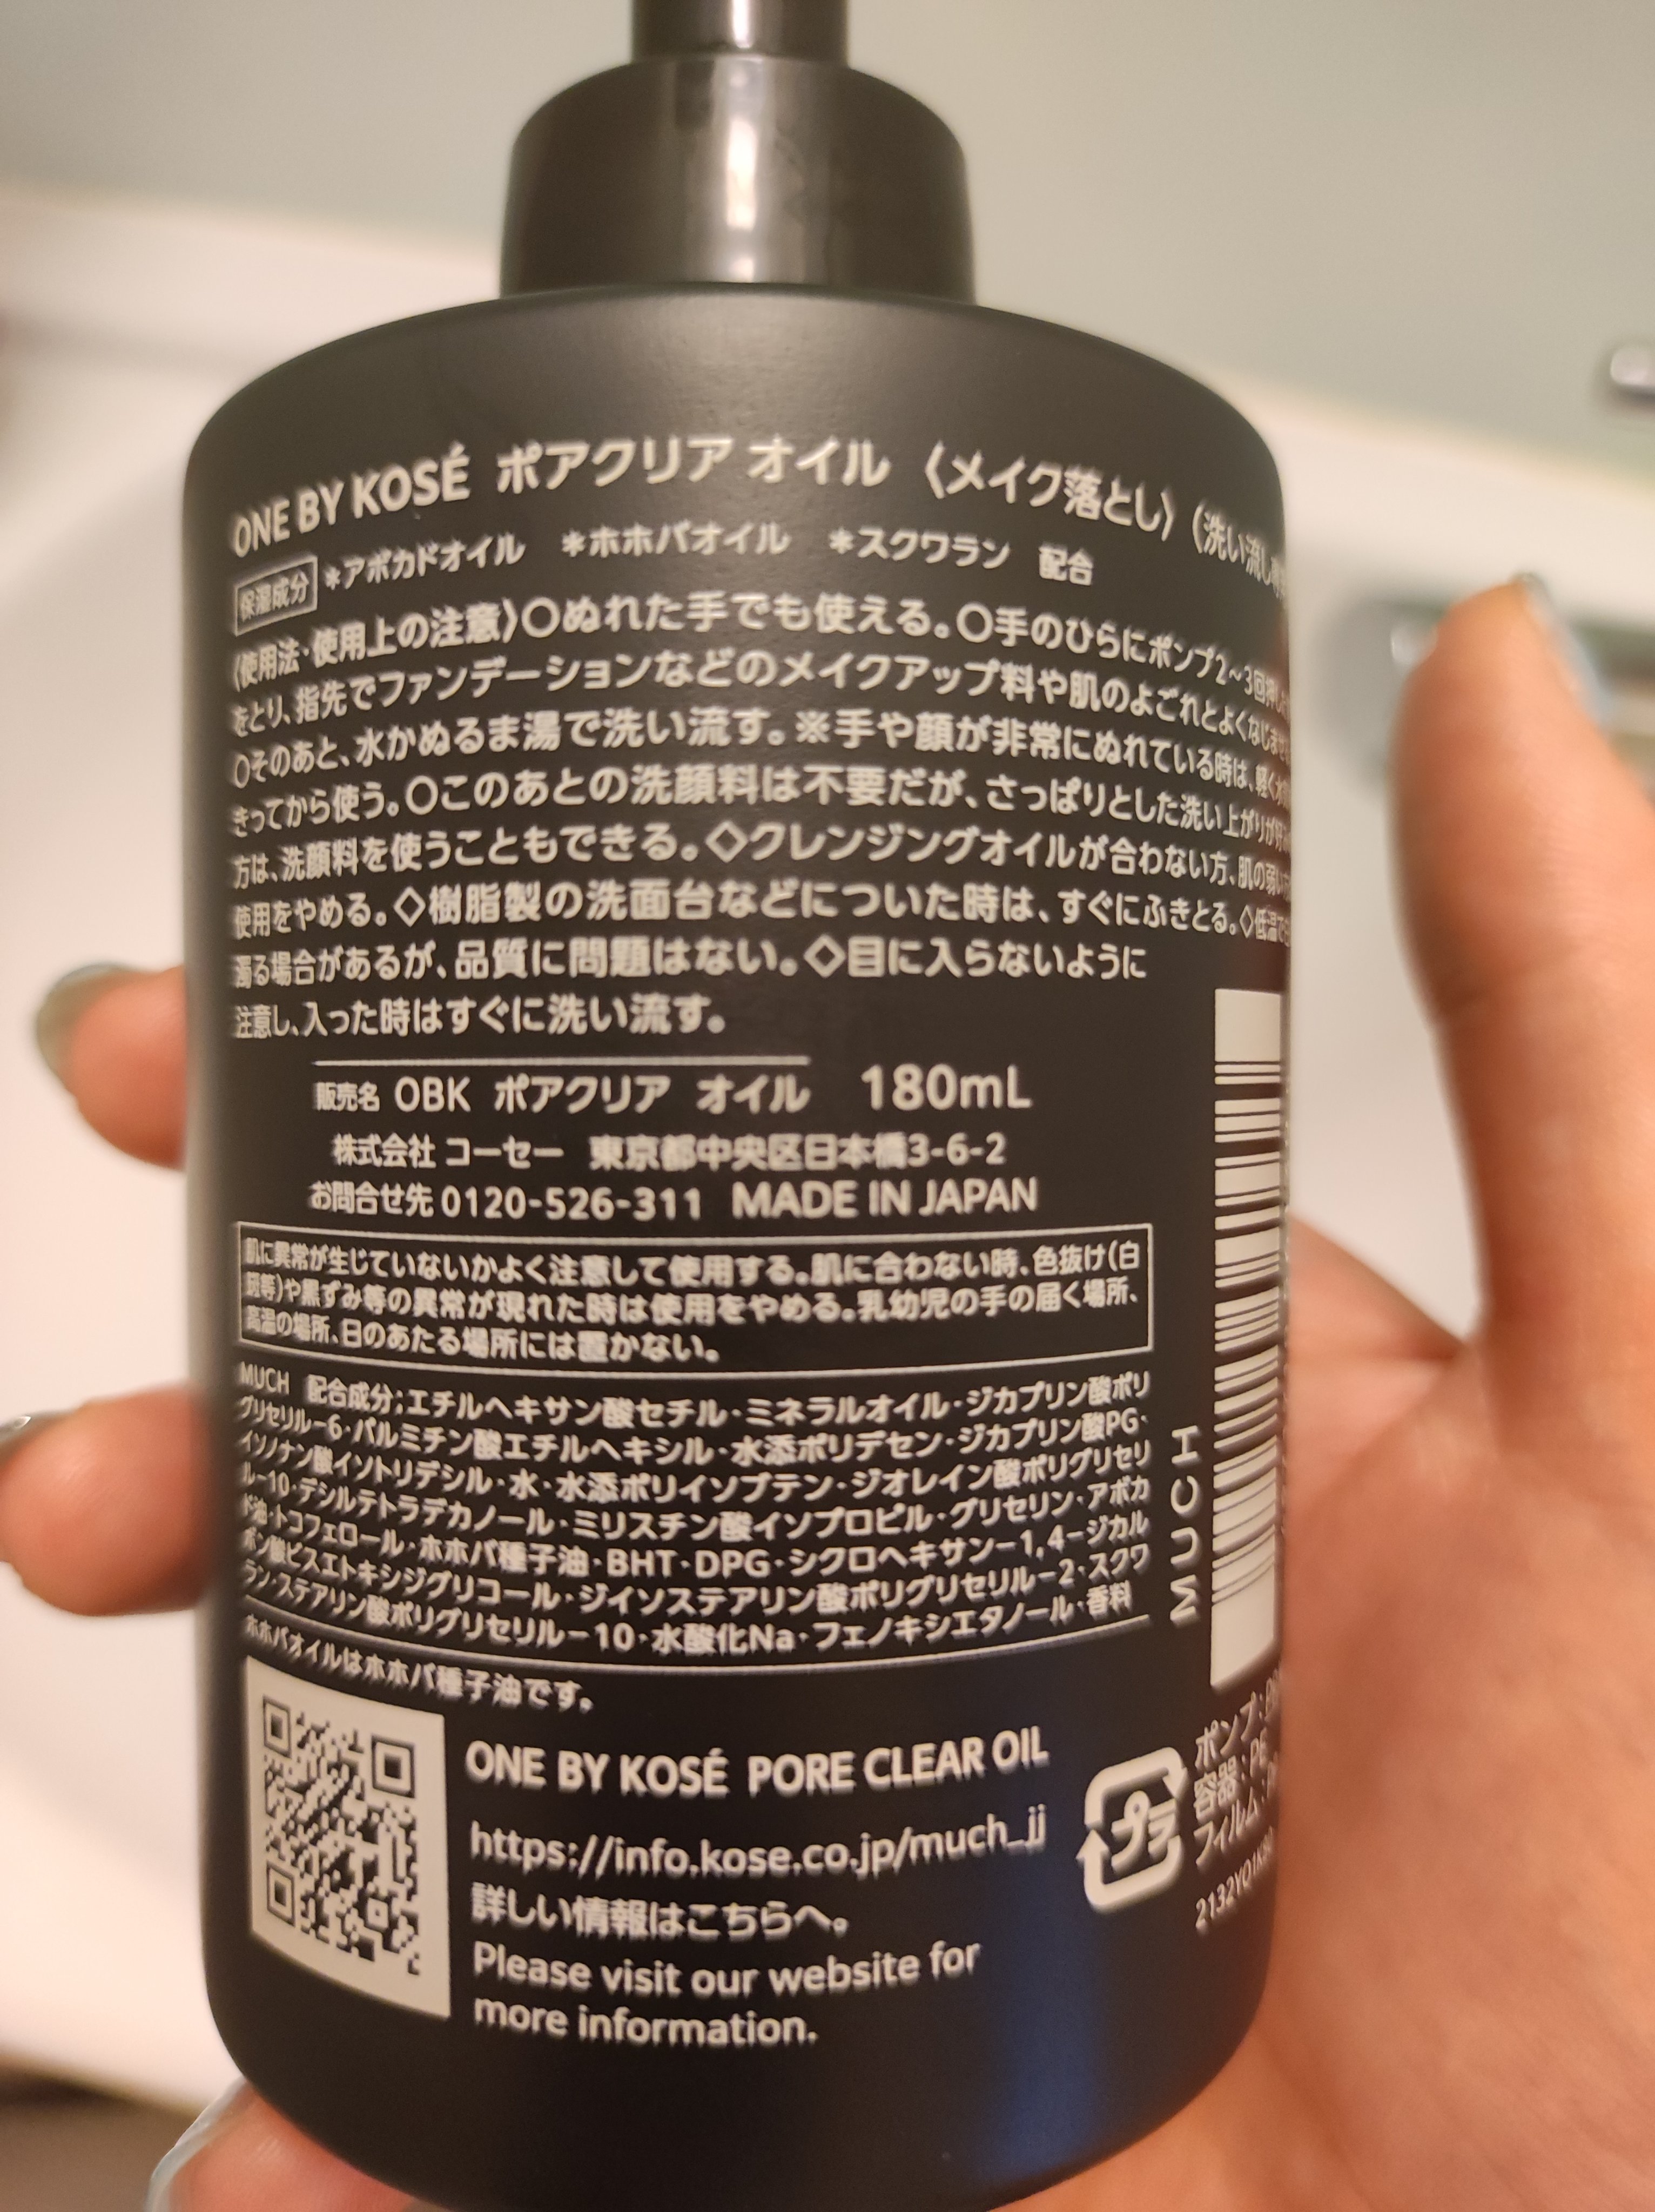 ONE BY KOSÉ ポアクリア オイル 〈メイク落とし〉(洗い流し
保湿成分 *アボカドオイル *ホホバオイル *スクワラン 配合
〈使用法・使用上の注意〉○ぬれた手でも使える。○手のひらにポンプ2~3回押し
をとり、指先でファンデーションなどのメイクアップ料や肌のよごれとよくなじませ
○そのあと、水かぬるま湯で洗い流す。※手や顔が非常にぬれている時は、軽く水
きってから使う。○このあとの洗顔料は不要だが、さっぱりとした洗い上がりが好み
方は、洗顔料を使うこともできる。◇クレンジングオイルが合わない方、肌の弱い
使用をやめる。◇樹脂製の洗面台などについた時は、すぐにふきとる。◇低温で
濁る場合があるが、品質に問題はない。◇目に入らないように
注意し、入った時はすぐに洗い流す。
販売名 OBK ポアクリア オイル 180mL
株式会社 コーセー 東京都中央区日本橋3-6-2
お問合せ先 0120-526-311 MADE IN JAPAN
肌に異常が生じていないかよく注意して使用する。肌に合わない時、色抜け(白
斑等)や黒ずみ等の異常が現れた時は使用をやめる。乳幼児の手の届く場所、
高温の場所、日のあたる場所には置かない。
MUCH 配合成分;エチルヘキサン酸セチル・ミネラルオイル・ジカプリン酸ポリ
グリセリル-6・パルミチン酸エチルヘキシル・水添ポリデセン・ジカプリン酸PG・
イソノナン酸イソトリデシル・水・水添ポリイソブテン・ジオレイン酸ポリグリセリ
ル-10・デシルテトラデカノール・ミリスチン酸イソプロピル・グリセリン・アボカ
ド油・トコフェロール・ホホバ種子油・BHT・DPG・シクロヘキサン-1,4-ジカル
ボン酸ビスエトキシジグリコール・ジイソステアリン酸ポリグリセリル-2・スクワ
ラン・ステアリン酸ポリグリセリル-10・水酸化Na・フェノキシエタノール・香料
ホホバオイルはホホバ種子油です。
MUCH
ONE BY KOSÉ PORE CLEAR OIL
https://info.kose.co.jp/much_jj
詳しい情報はこちらへ。
Please visit our website for
more information.
プラ
ポンプ:
容器:PE
フィルム: